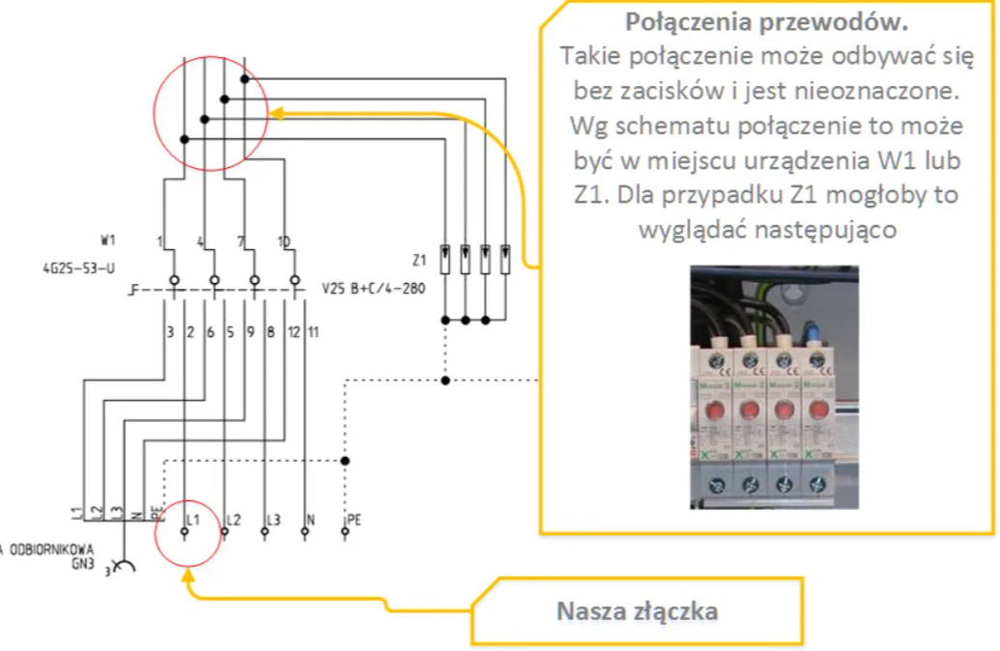 Połączenia przewodów.
Takie połączenie może odbywać się
bez zacisków i jest nieoznaczone.
Wg schematu połączenie to może
być w miejscu urządzenia W1 lub
Z1. Dla przypadku Z1 mogłoby to
wyglądać następująco
W1
1 4 7 10
4G25-53-U
Z1
V25 B+C/4-280
3 2 6 5 9 8 12 11
L1 L2 L3 N PE
L1 L2 L3 N PE
A ODBIORNIKOWA
GN3
3
Nasza złączka